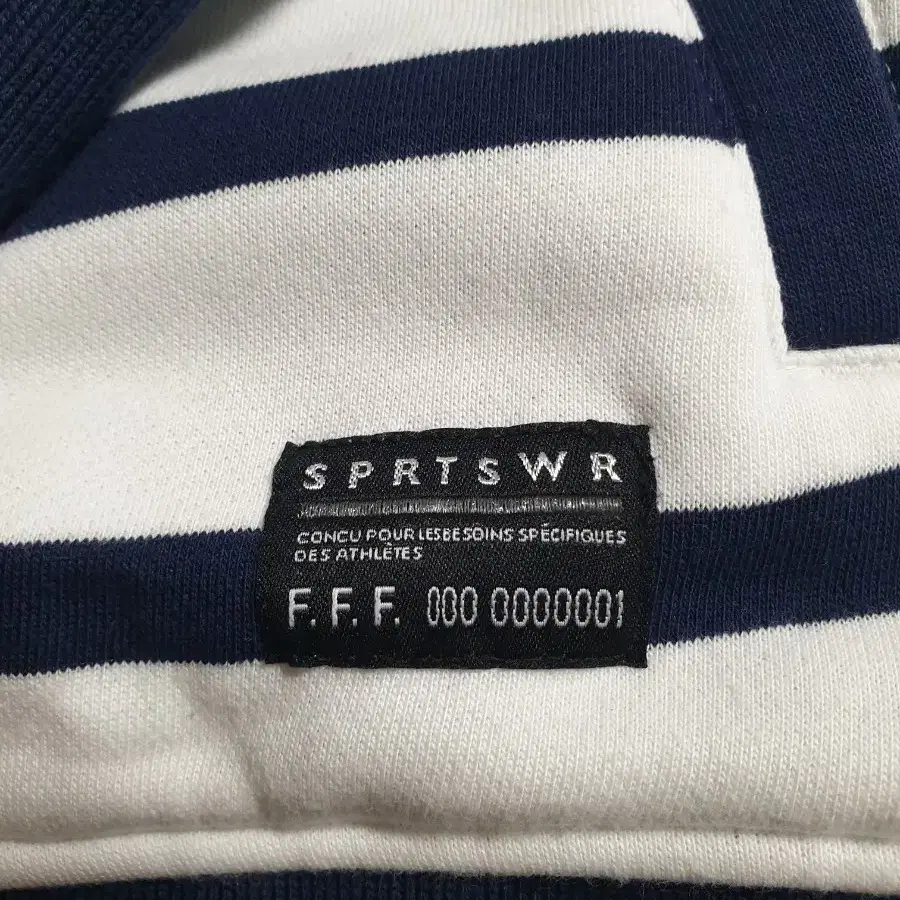 SPRTSWR
CONCU POUR LESBESOINS SPÉCIFIQUES
DES ATHLÈTES
F.F.F. 000 0000001